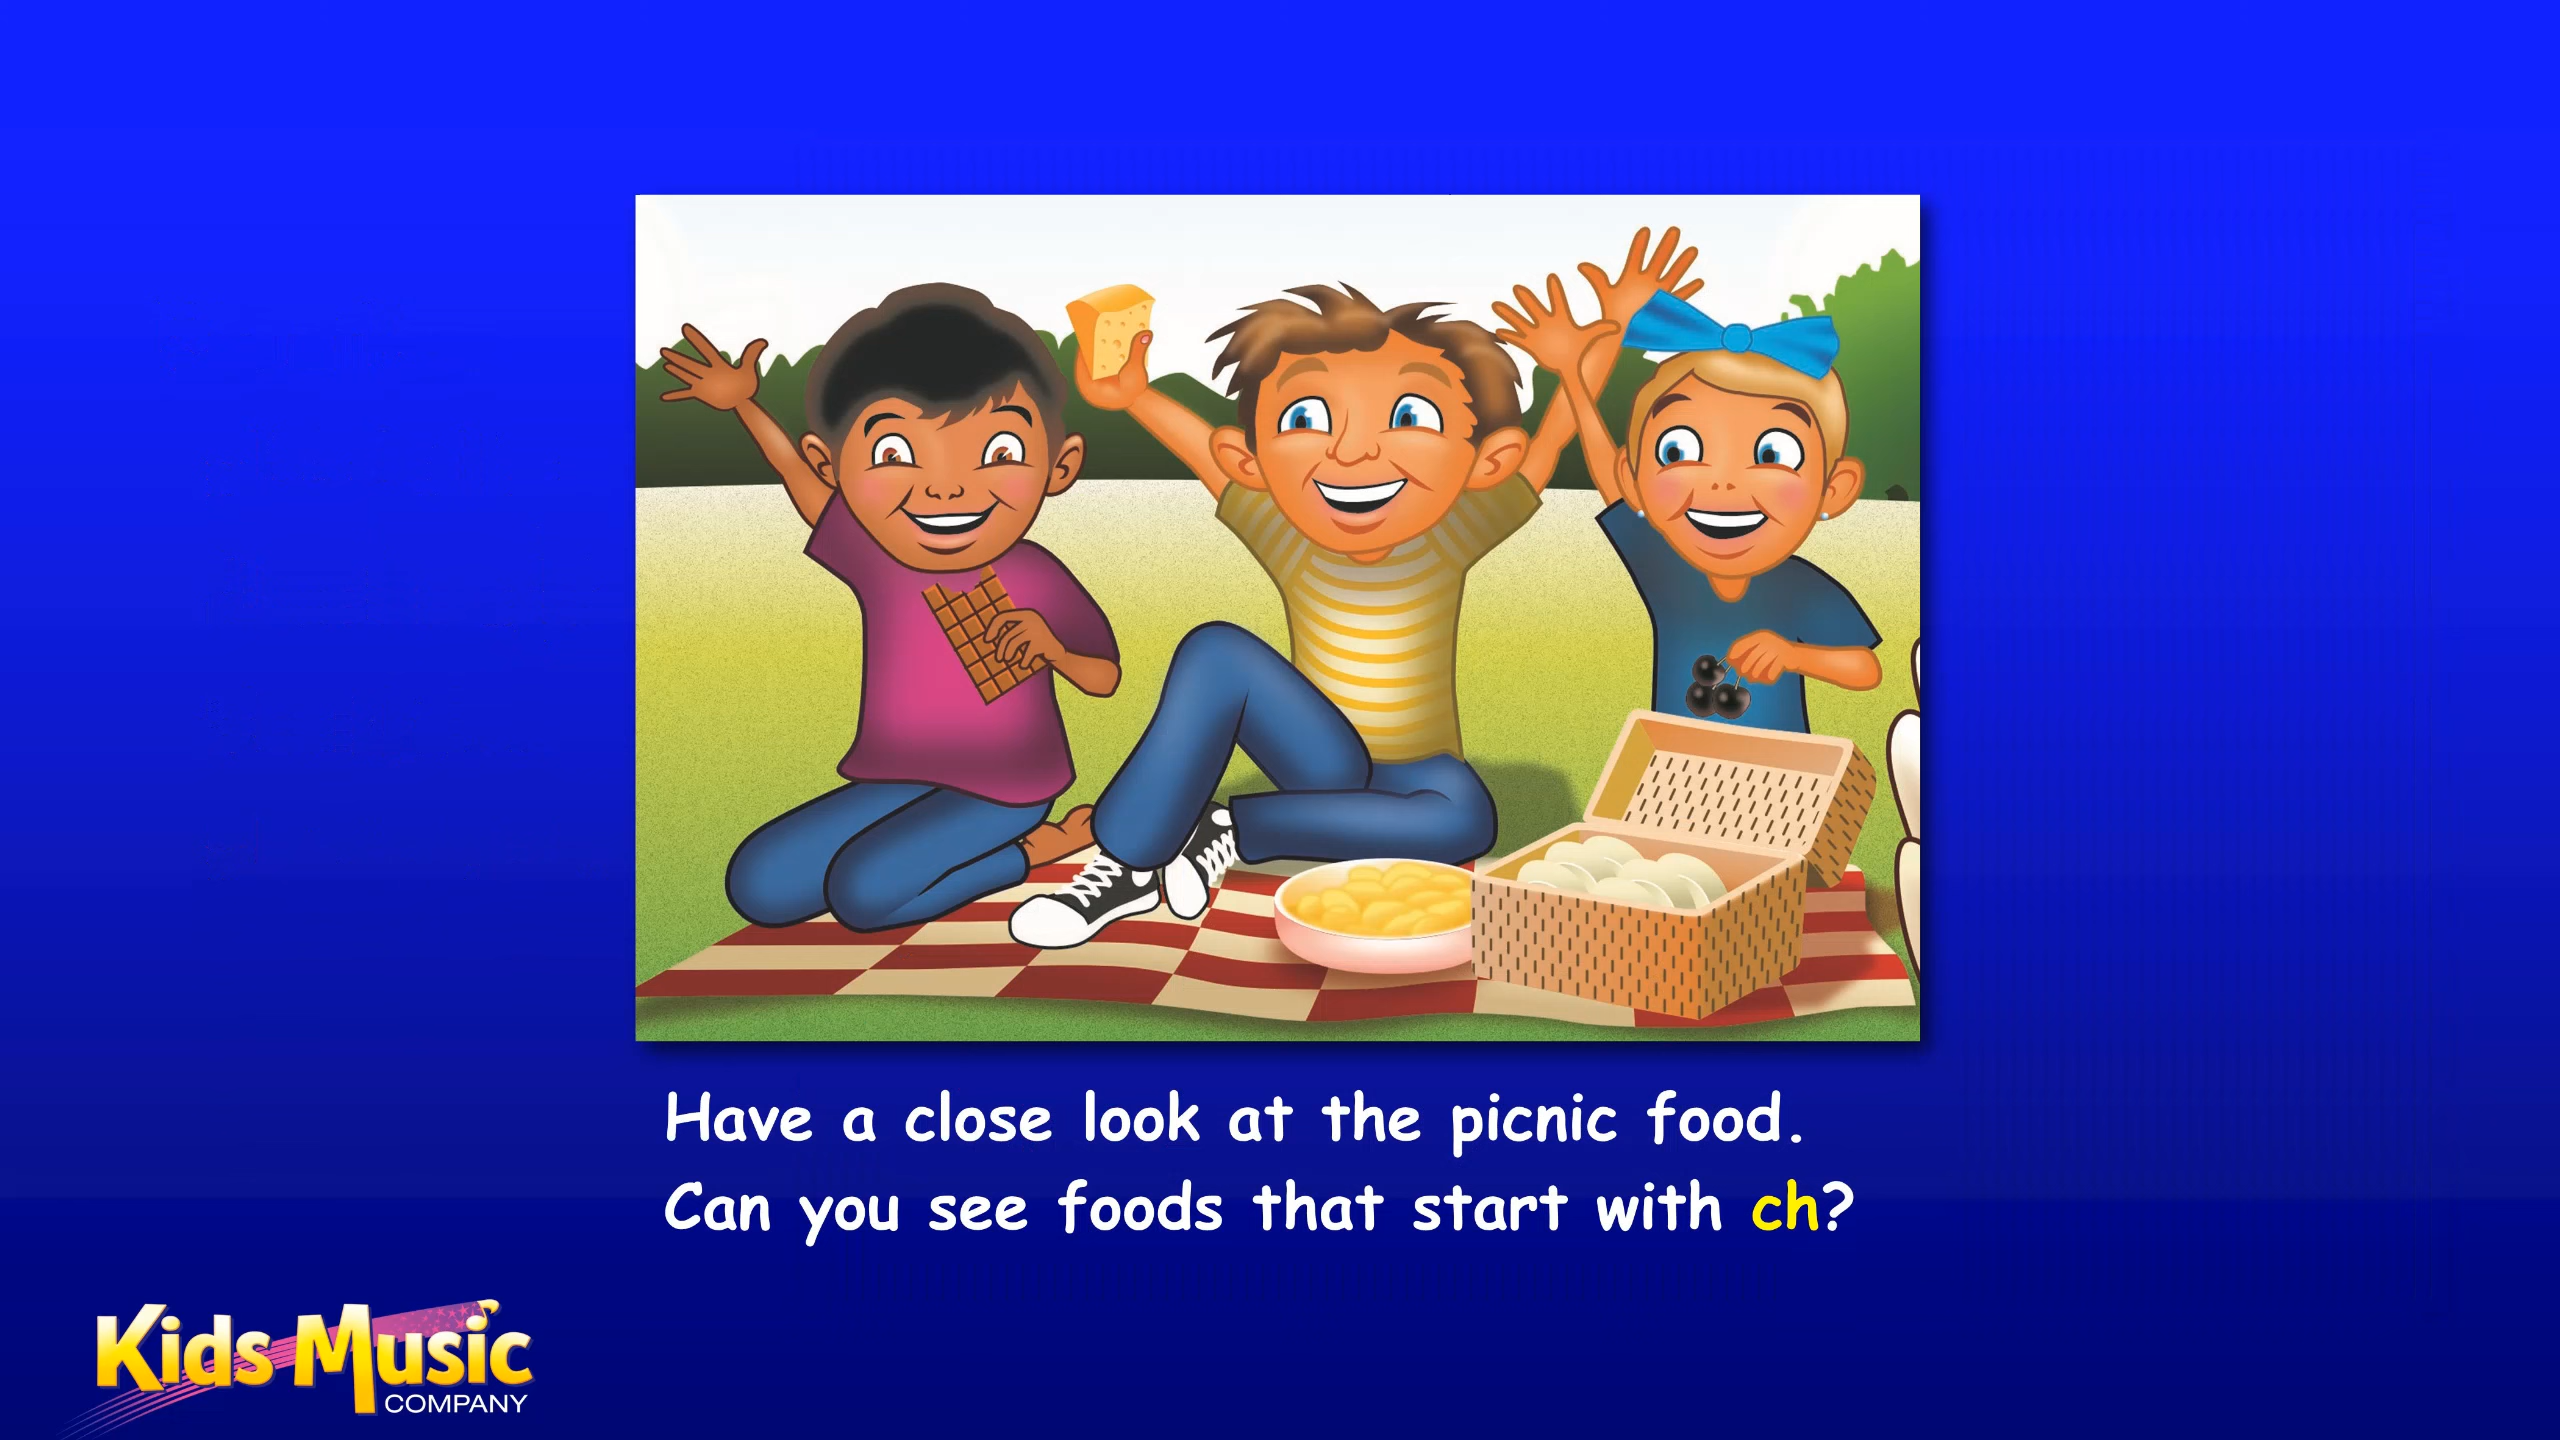 Have a close look at the picnic food.
Can you see foods that start with ch?
Kids Music
COMPANY